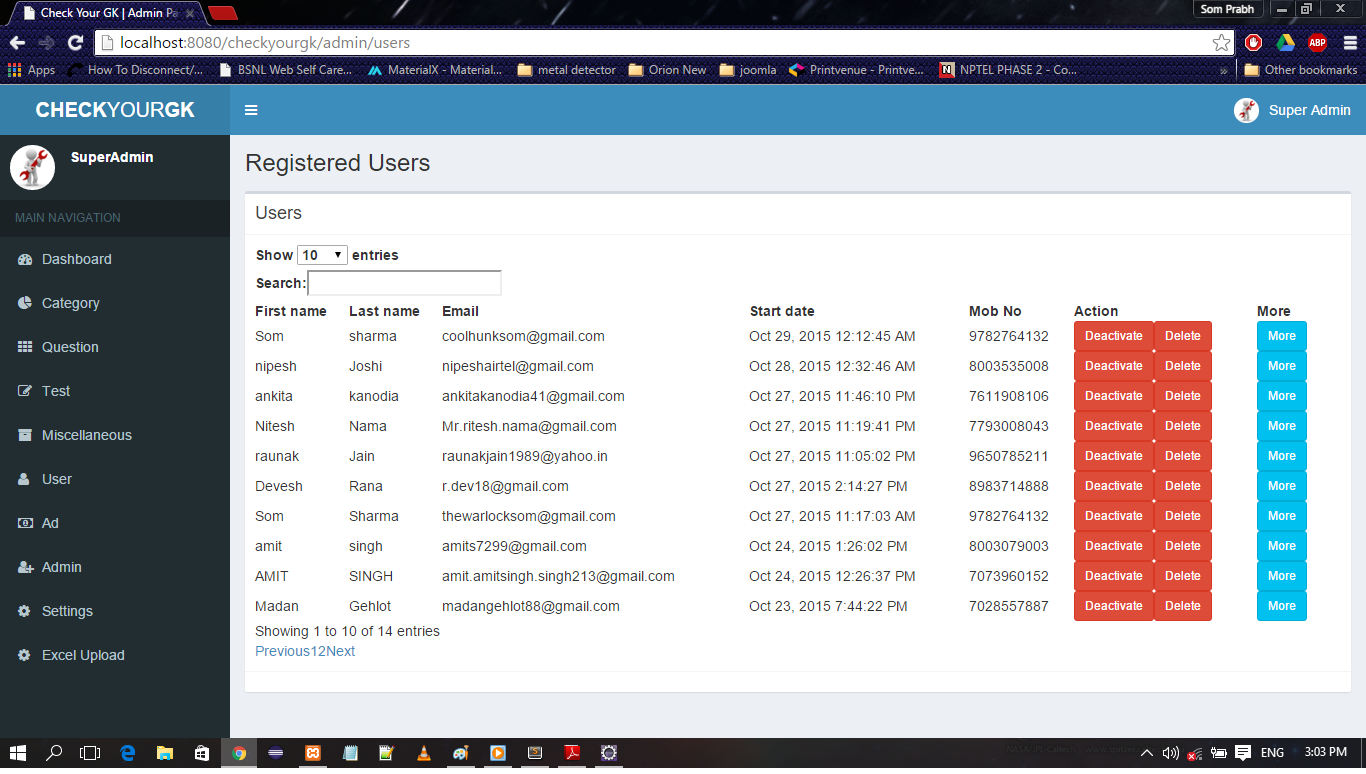 Check Your GK | Admin Pa
Som Prabh
localhost:8080/checkyourgk/admin/users
ABP
Apps How To Disconnect/... BSNL Web Self Care... MaterialX - Material... metal detector Orion New joomla Printvenue - Printve... N NPTEL PHASE 2 - Co... » Other bookmarks
CHECKYOURGK Super Admin
SuperAdmin
MAIN NAVIGATION
Dashboard
Category
Question
Test
Miscellaneous
User
Ad
Admin
Settings
Excel Upload
Registered Users
Users
Show 10 entries
Search:
First name Last name Email Start date Mob No Action More
Som sharma coolhunksom@gmail.com Oct 29, 2015 12:12:45 AM 9782764132 Deactivate Delete More
nipesh Joshi nipeshairtel@gmail.com Oct 28, 2015 12:32:46 AM 8003535008 Deactivate Delete More
ankita kanodia ankitakanodia41@gmail.com Oct 27, 2015 11:46:10 PM 7611908106 Deactivate Delete More
Nitesh Nama Mr.ritesh.nama@gmail.com Oct 27, 2015 11:19:41 PM 7793008043 Deactivate Delete More
raunak Jain raunakjain1989@yahoo.in Oct 27, 2015 11:05:02 PM 9650785211 Deactivate Delete More
Devesh Rana r.dev18@gmail.com Oct 27, 2015 2:14:27 PM 8983714888 Deactivate Delete More
Som Sharma thewarlocksom@gmail.com Oct 27, 2015 11:17:03 AM 9782764132 Deactivate Delete More
amit singh amits7299@gmail.com Oct 24, 2015 1:26:02 PM 8003079003 Deactivate Delete More
AMIT SINGH amit.amitsingh.singh213@gmail.com Oct 24, 2015 12:26:37 PM 7073960152 Deactivate Delete More
Madan Gehlot madangehlot88@gmail.com Oct 23, 2015 7:44:22 PM 7028557887 Deactivate Delete More
Showing 1 to 10 of 14 entries
Previous12Next
ENG 3:03 PM